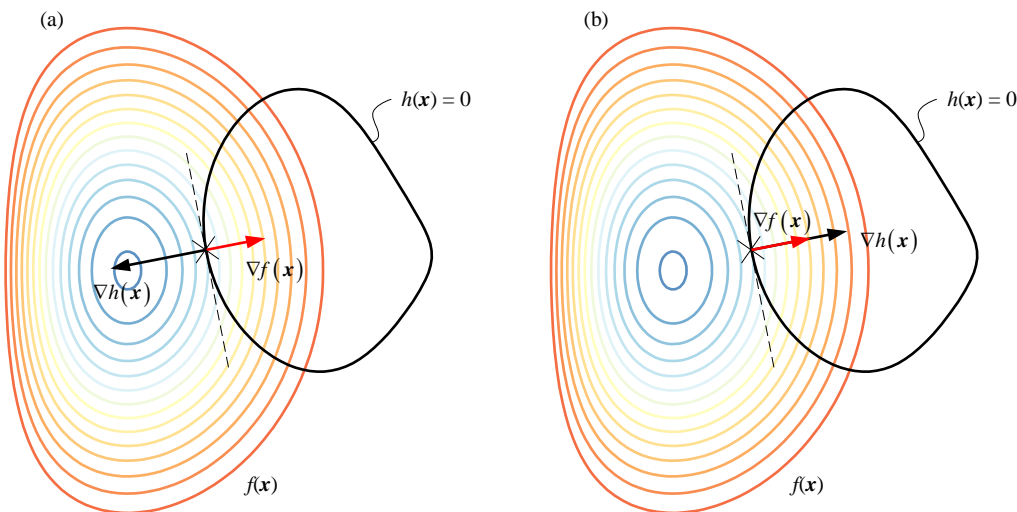 (a)
h(x) = 0
∇f(x)
∇h(x)
f(x)
(b)
h(x) = 0
∇f(x)
∇h(x)
f(x)